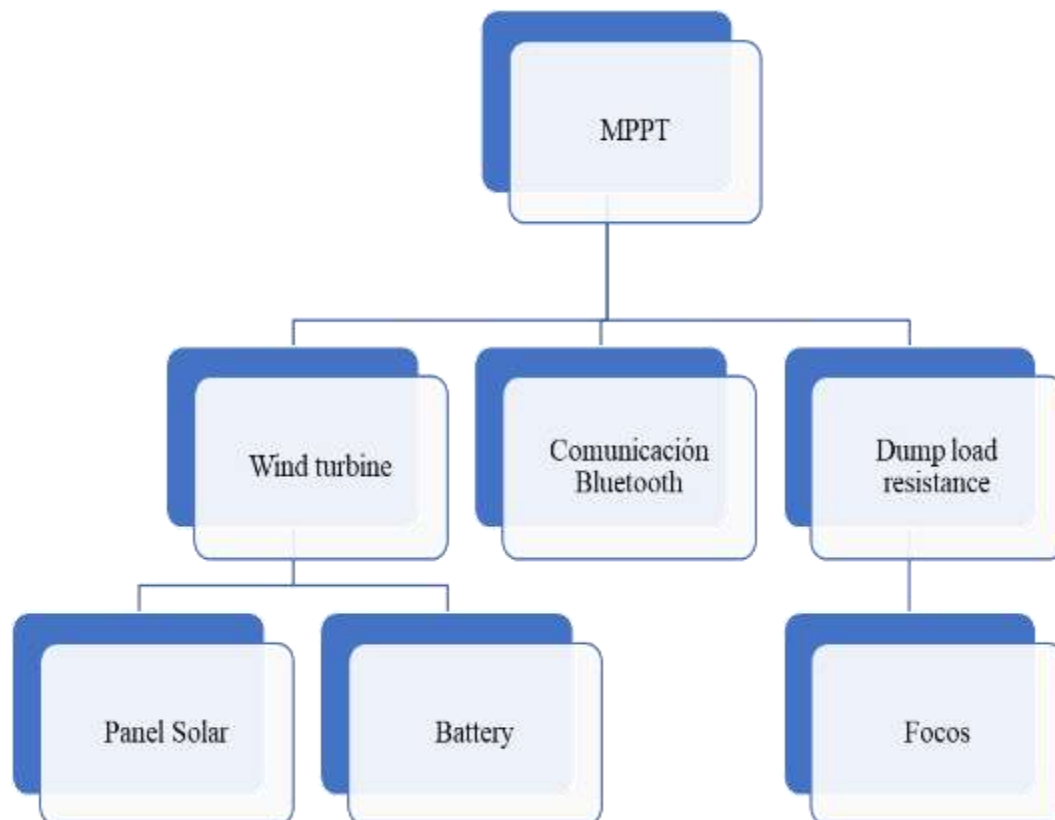 MPPT
Wind turbine
Comunicación
Bluetooth
Dump load
resistance
Panel Solar
Battery
Focos